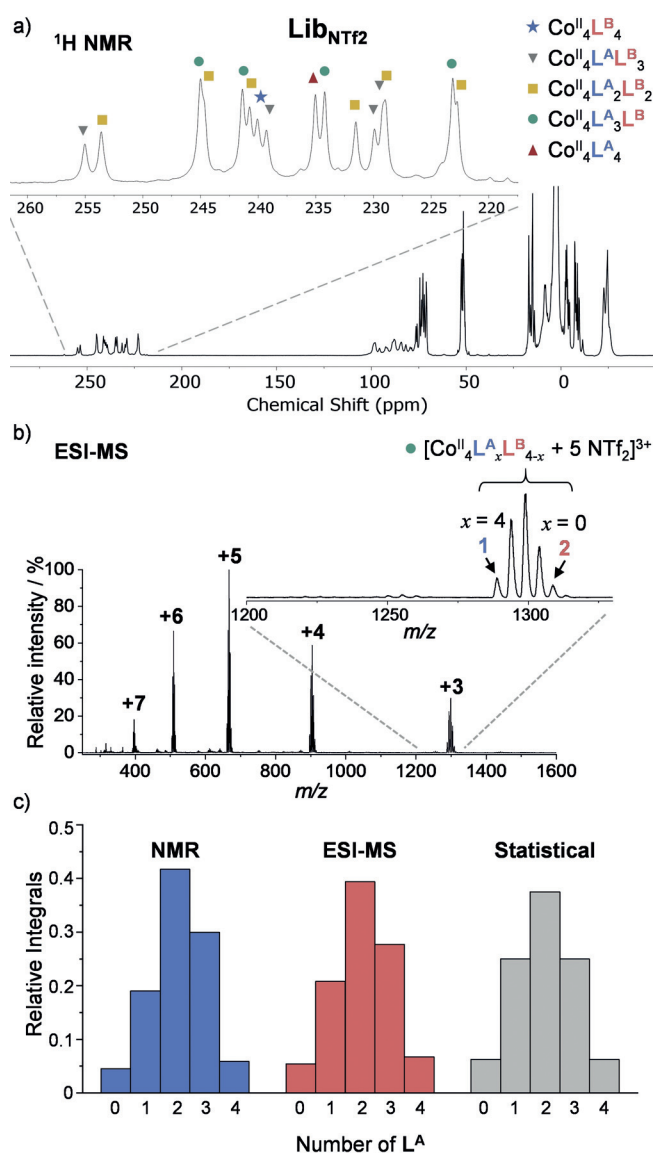 a)
¹H NMR
Lib_NTf2
★ Co^II_4L^B_4
▼ Co^II_4L^AL^B_3
■ Co^II_4L^A_2L^B_2
● Co^II_4L^A_3L^B
▲ Co^II_4L^A_4
260 255 250 245 240 235 230 225 220
250 200 150 100 50 0
Chemical Shift (ppm)
b)
ESI-MS
● [Co^II_4L^A_xL^B_4-x + 5 NTf_2]^3+
x = 4 x = 0
1 2
1200 1250 1300
m/z
Relative intensity / %
100
80
60
40
20
0
+7 +6 +5 +4 +3
400 600 800 1000 1200 1400 1600
m/z
c)
NMR ESI-MS Statistical
Relative Integrals
0.5
0.4
0.3
0.2
0.1
0
0 1 2 3 4 0 1 2 3 4 0 1 2 3 4
Number of L^A